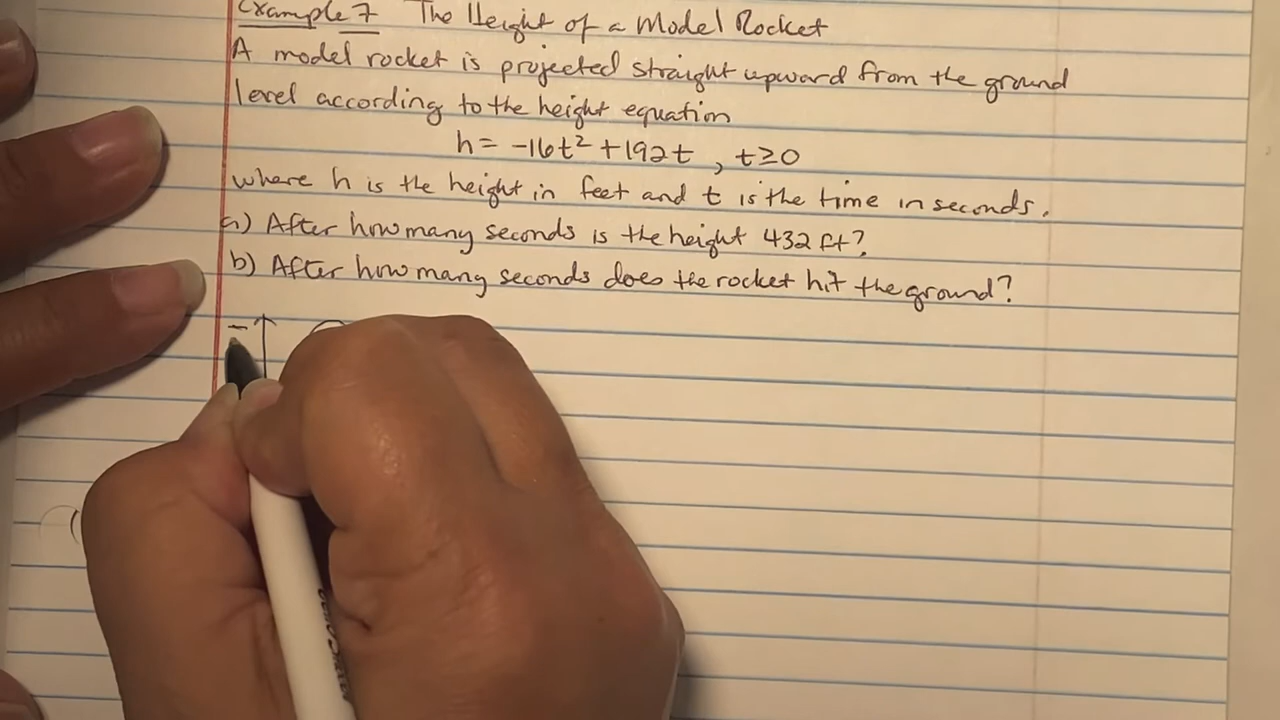 Example 7 The Height of a Model Rocket
A model rocket is projected straight upward from the ground
level according to the height equation
h = -16t² + 192t , t ≥ 0
where h is the height in feet and t is the time in seconds.
a) After how many seconds is the height 432 ft?
b) After how many seconds does the rocket hit the ground?